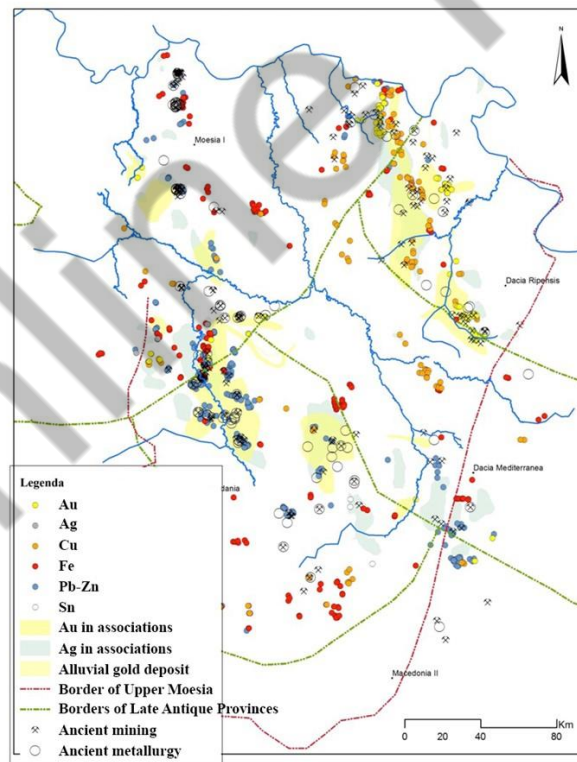 N
Moesia I
Dacia Ripensis
Dacia Mediterranea
dania
Macedonia II
Legenda
Au
Ag
Cu
Fe
Pb-Zn
Sn
Au in associations
Ag in associations
Alluvial gold deposit
Border of Upper Moesia
Borders of Late Antique Provinces
Ancient mining
Ancient metallurgy
Km
0 20 40 80